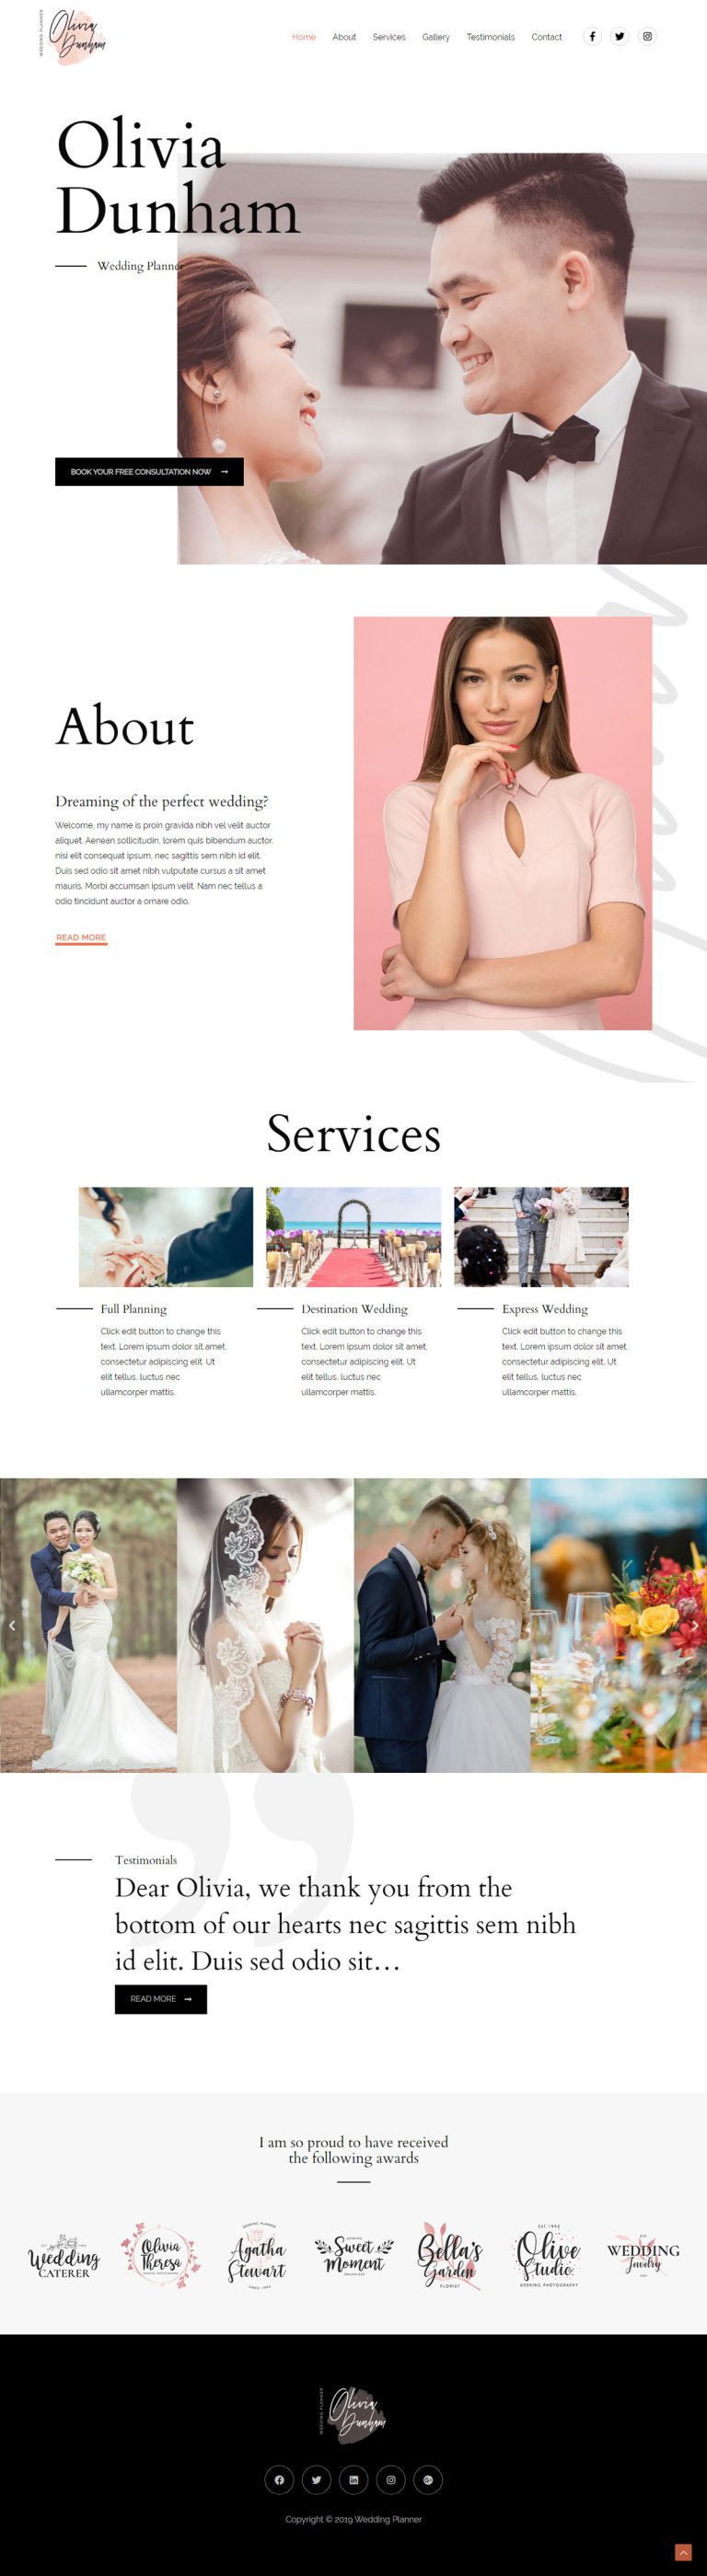 WEDDING PLANNER
Olivia
Dunham
Home About Services Gallery Testimonials Contact
Olivia
Dunham
Wedding Planner
BOOK YOUR FREE CONSULTATION NOW
About
Dreaming of the perfect wedding?
Welcome, my name is proin gravida nibh vel velit auctor
aliquet. Aenean sollicitudin, lorem quis bibendum auctor,
nisi elit consequat ipsum, nec sagittis sem nibh id elit.
Duis sed odio sit amet nibh vulputate cursus a sit amet
mauris. Morbi accumsan ipsum velit. Nam nec tellus a
odio tincidunt auctor a ornare odio.
READ MORE
Services
Full Planning
Click edit button to change this
text. Lorem ipsum dolor sit amet,
consectetur adipiscing elit. Ut
elit tellus, luctus nec
ullamcorper mattis.
Destination Wedding
Click edit button to change this
text. Lorem ipsum dolor sit amet,
consectetur adipiscing elit. Ut
elit tellus, luctus nec
ullamcorper mattis.
Express Wedding
Click edit button to change this
text. Lorem ipsum dolor sit amet,
consectetur adipiscing elit. Ut
elit tellus, luctus nec
ullamcorper mattis.
Testimonials
Dear Olivia, we thank you from the
bottom of our hearts nec sagittis sem nibh
id elit. Duis sed odio sit…
READ MORE
I am so proud to have received
the following awards
Wedding
CATERER
Olivia
Theresa
WEDDING PLANNER
Agatha
Stewart
SINCE 1994
Sweet
Moment
ORGANIZER
Bella's
Garden
FLORIST
EST.1992
Olive
Studio
WEDDING PHOTOGRAPHY
WEDDING
Jewelry
WEDDING PLANNER
Olivia
Dunham
Copyright © 2019 Wedding Planner